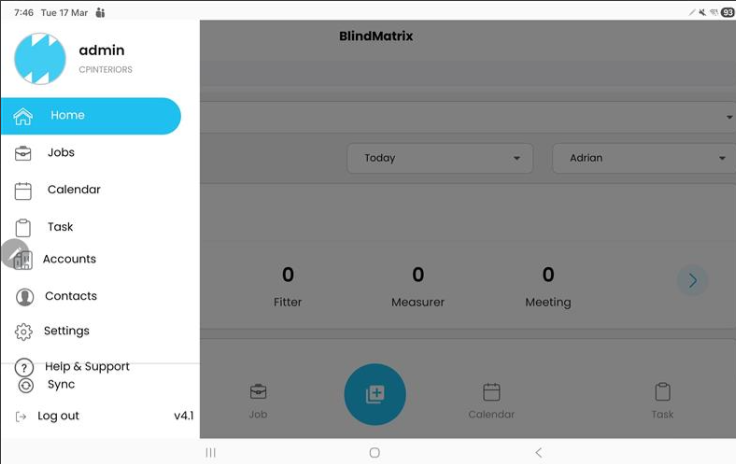 7:46 Tue 17 Mar
93
admin
CPINTERIORS
BlindMatrix
Home
Jobs
Today
Adrian
Calendar
Task
Accounts
Contacts
0 0 0
Fitter Measurer Meeting
Settings
Help & Support
Sync
Log out v4.1
Job Calendar Task